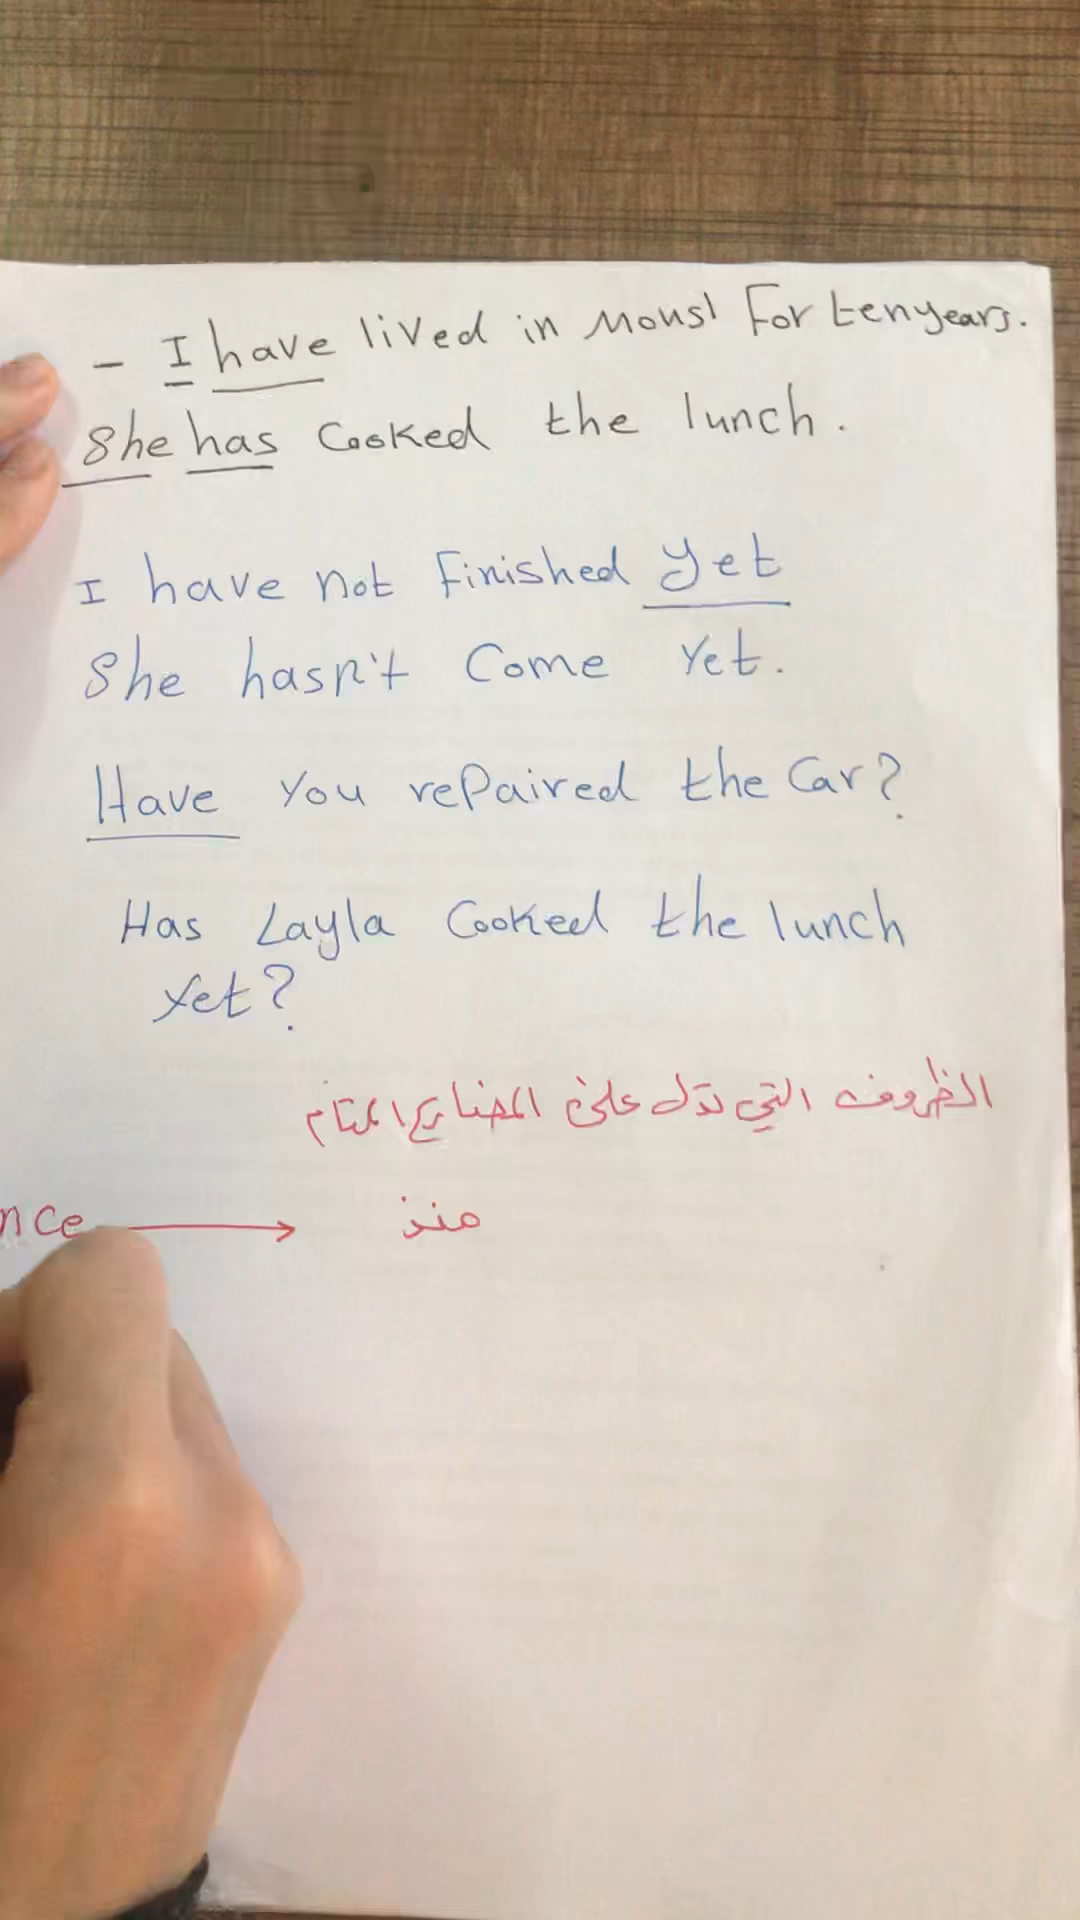 - I have lived in Mousl For ten years.
She has Cooked the lunch.
I have not Finished yet
She hasn't Come Yet.
Have You rePaired the Car?
Has Layla Cooked the lunch
Yet?
الظروف التي تدل على المضارع التام
nce → منذ